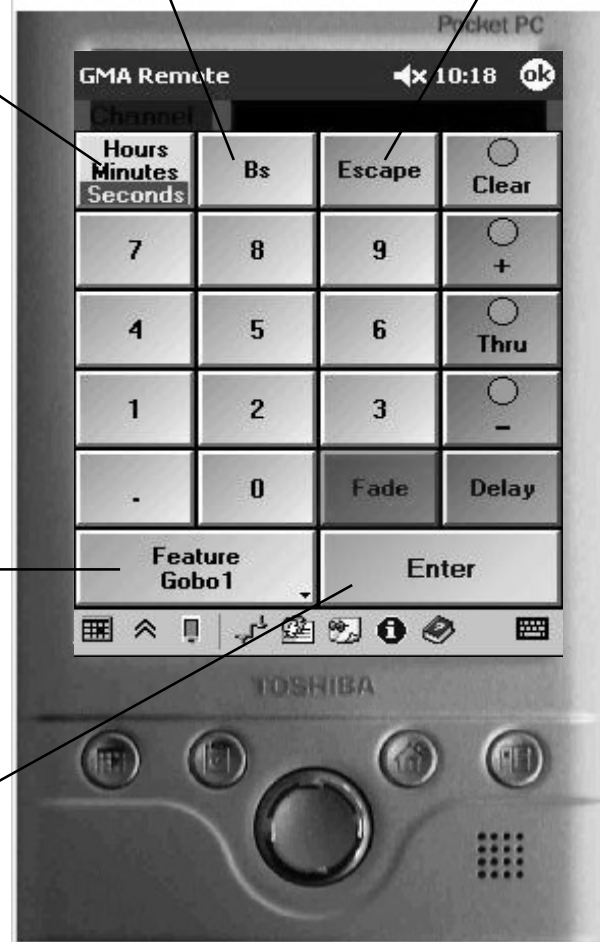 Pocket PC
GMA Remote 10:18 ok
Channel
Hours
Minutes
Seconds
Bs
Escape
Clear
7
8
9
+
4
5
6
Thru
1
2
3
-
.
0
Fade
Delay
Feature
Gobo1
Enter
TOSHIBA